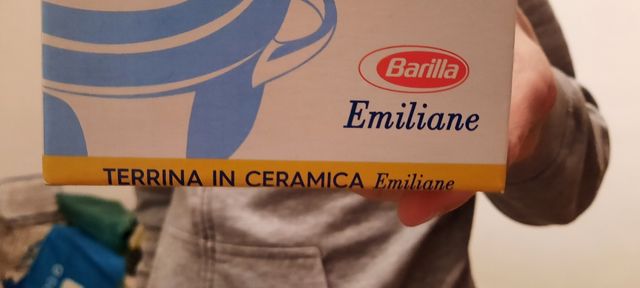 Barilla
Emiliane
TERRINA IN CERAMICA Emiliane